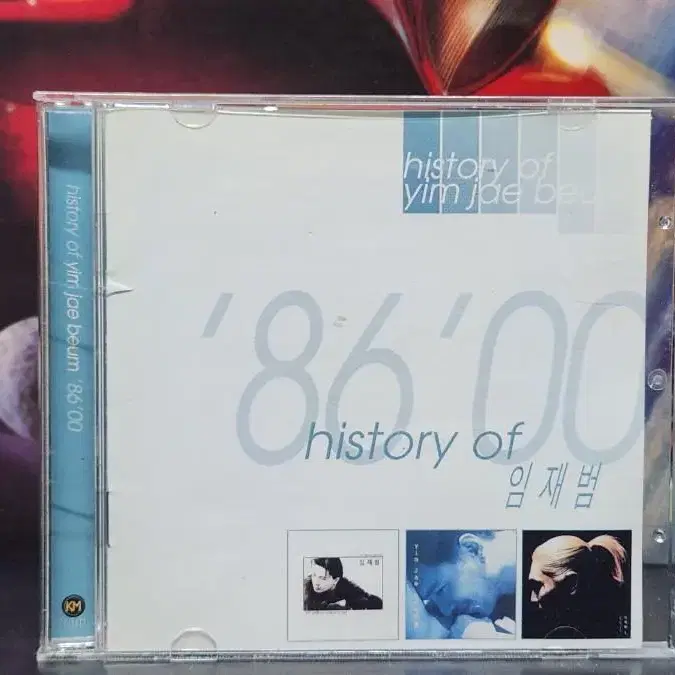 history of yim jae beum '86'00
KM
history of
yim jae beu
'86'00
history of
임재범
임재범